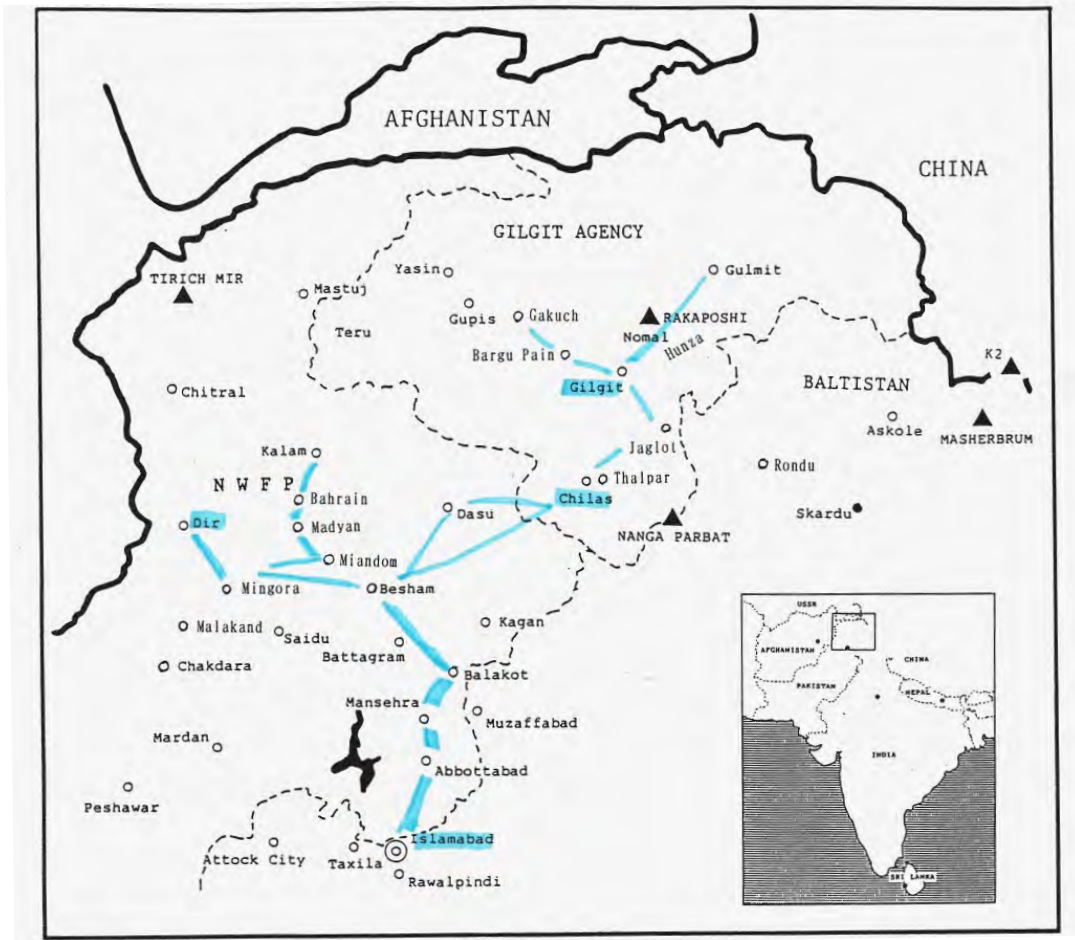 AFGHANISTAN
CHINA
GILGIT AGENCY
TIRICH MIR
Mastuj
Yasin
Gulmit
Teru
Gupis
Gakuch
RAKAPOSHI
Nomal
Hunza
Bargu Pain
Gilgit
K2
BALTISTAN
Chitral
Askole
MASHERBRUM
Kalam
Jaglot
Rondu
N W F P
Bahrain
Thalpar
Chilas
Dir
Madyan
Dasu
Skardu
NANGA PARBAT
Miandom
Mingora
Besham
Malakand
Saidu
Kagan
Battagram
Chakdara
Balakot
Mansehra
Muzaffabad
Mardan
Abbottabad
Peshawar
Islamabad
Attock City
Taxila
Rawalpindi
USSR
AFGHANISTAN
CHINA
PAKISTAN
NEPAL
INDIA
SRI LANKA